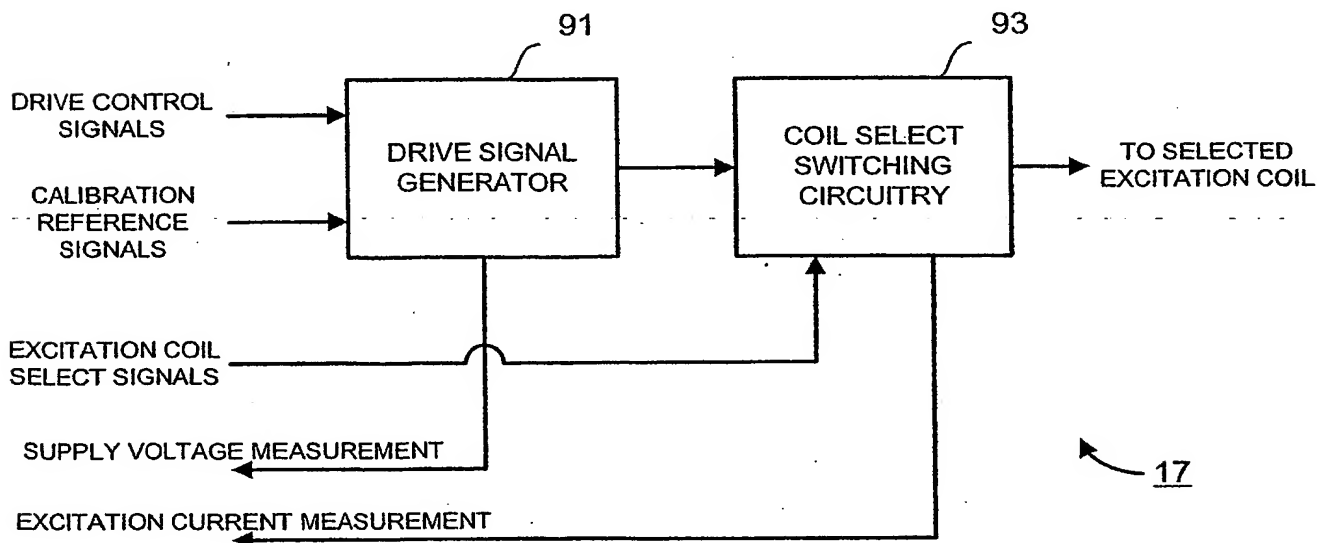 91
93
DRIVE CONTROL
SIGNALS
CALIBRATION
REFERENCE
SIGNALS
DRIVE SIGNAL
GENERATOR
COIL SELECT
SWITCHING
CIRCUITRY
TO SELECTED
EXCITATION COIL
EXCITATION COIL
SELECT SIGNALS
SUPPLY VOLTAGE MEASUREMENT
17
EXCITATION CURRENT MEASUREMENT